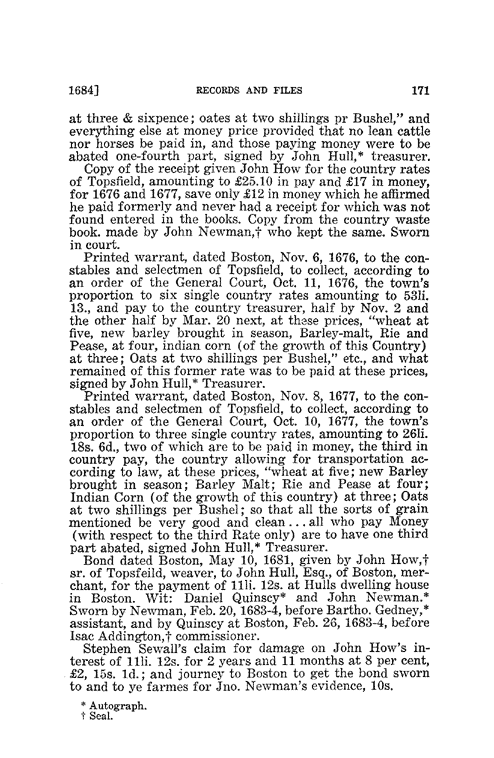 1684] RECORDS AND FILES 171
at three & sixpence; oates at two shillings pr Bushel,” and
everything else at money price provided that no lean cattle
nor horses be paid in, and those paying money were to be
abated one-fourth part, signed by John Hull,* treasurer.
Copy of the receipt given John How for the country rates
of Topsfield, amounting to £25.10 in pay and £17 in money,
for 1676 and 1677, save only £12 in money which he affirmed
he paid formerly and never had a receipt for which was not
found entered in the books. Copy from the country waste
book. made by John Newman,† who kept the same. Sworn
in court.
Printed warrant, dated Boston, Nov. 6, 1676, to the con-
stables and selectmen of Topsfield, to collect, according to
an order of the General Court, Oct. 11, 1676, the town's
proportion to six single country rates amounting to 53li.
13., and pay to the country treasurer, half by Nov. 2 and
the other half by Mar. 20 next, at these prices, “wheat at
five, new barley brought in season, Barley-malt, Rie and
Pease, at four, indian corn (of the growth of this Country)
at three; Oats at two shillings per Bushel,” etc., and what
remained of this former rate was to be paid at these prices,
signed by John Hull,* Treasurer.
Printed warrant, dated Boston, Nov. 8, 1677, to the con-
stables and selectmen of Topsfield, to collect, according to
an order of the General Court, Oct. 10, 1677, the town's
proportion to three single country rates, amounting to 26li.
18s. 6d., two of which are to be paid in money, the third in
country pay, the country allowing for transportation ac-
cording to law, at these prices, “wheat at five; new Barley
brought in season; Barley Malt; Rie and Pease at four;
Indian Corn (of the growth of this country) at three; Oats
at two shillings per Bushel; so that all the sorts of grain
mentioned be very good and clean . . . all who pay Money
(with respect to the third Rate only) are to have one third
part abated, signed John Hull,* Treasurer.
Bond dated Boston, May 10, 1681, given by John How,†
sr. of Topsfeild, weaver, to John Hull, Esq., of Boston, mer-
chant, for the payment of 11li. 12s. at Hulls dwelling house
in Boston. Wit: Daniel Quinscy* and John Newman.*
Sworn by Newman, Feb. 20, 1683-4, before Bartho. Gedney,*
assistant, and by Quinscy at Boston, Feb. 26, 1683-4, before
Isac Addington,† commissioner.
Stephen Sewall's claim for damage on John How's in-
terest of 11li. 12s. for 2 years and 11 months at 8 per cent,
£2, 15s. 1d.; and journey to Boston to get the bond sworn
to and to ye farmes for Jno. Newman's evidence, 10s.
* Autograph.
† Seal.